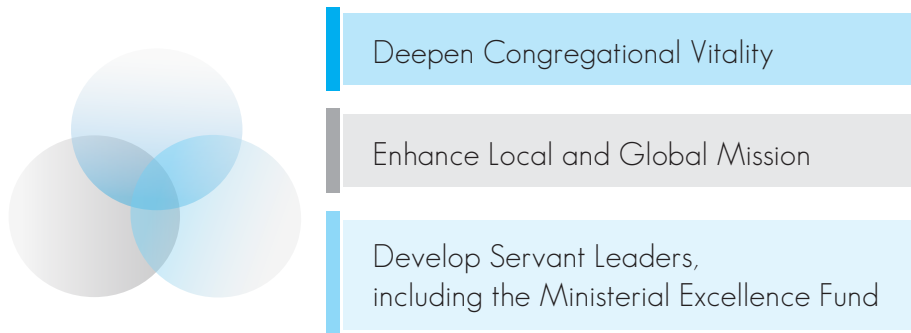 Deepen Congregational Vitality
Enhance Local and Global Mission
Develop Servant Leaders,
including the Ministerial Excellence Fund